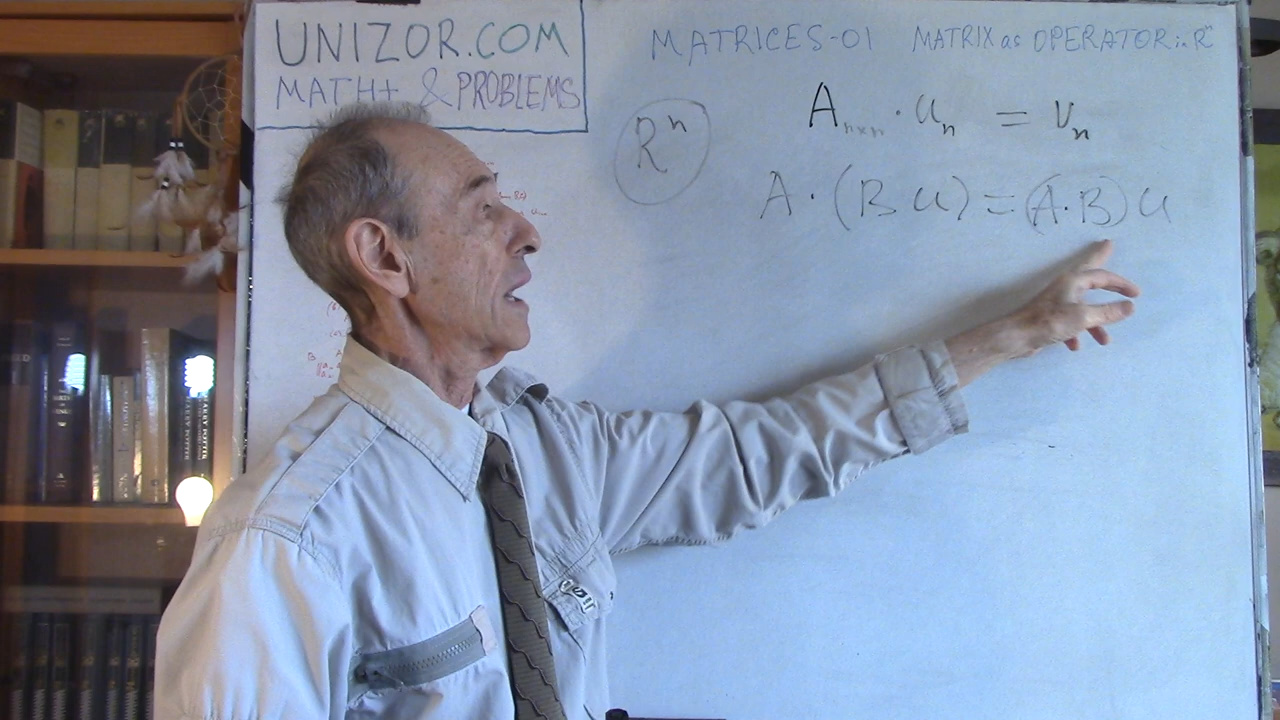 UNIZOR.COM
MATH+ & PROBLEMS
MATRICES-01 MATRIX as OPERATOR in Rⁿ
Rⁿ
Aₙₓₙ · uₙ = vₙ
A · (B u) = (A · B) u